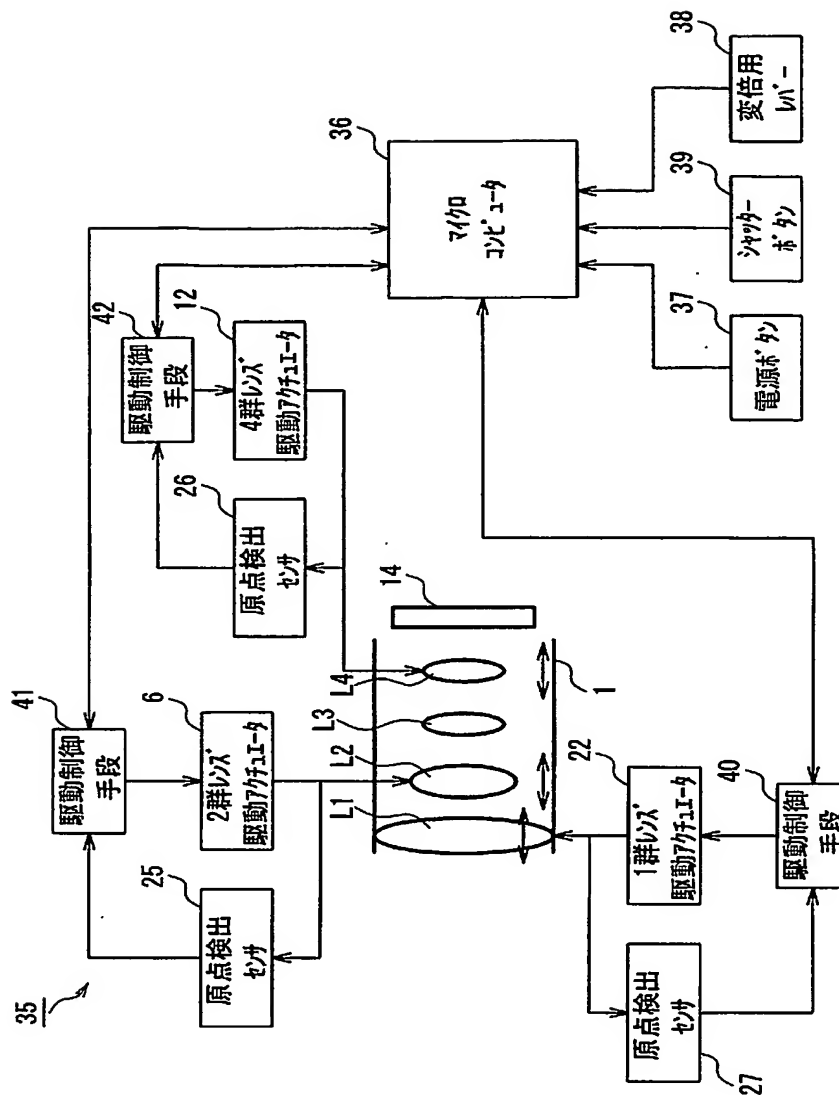 35
25
原点検出
センサ
41
駆動制御
手段
6
2群レンズ
駆動アクチュエータ
42
駆動制御
手段
12
4群レンズ
駆動アクチュエータ
26
原点検出
センサ
36
マイクロ
コンピュータ
L1
L2
L3
L4
14
1
22
1群レンズ
駆動アクチュエータ
40
駆動制御
手段
原点検出
センサ
27
37
電源ボタン
39
シャッター
ボタン
38
変倍用
レバー